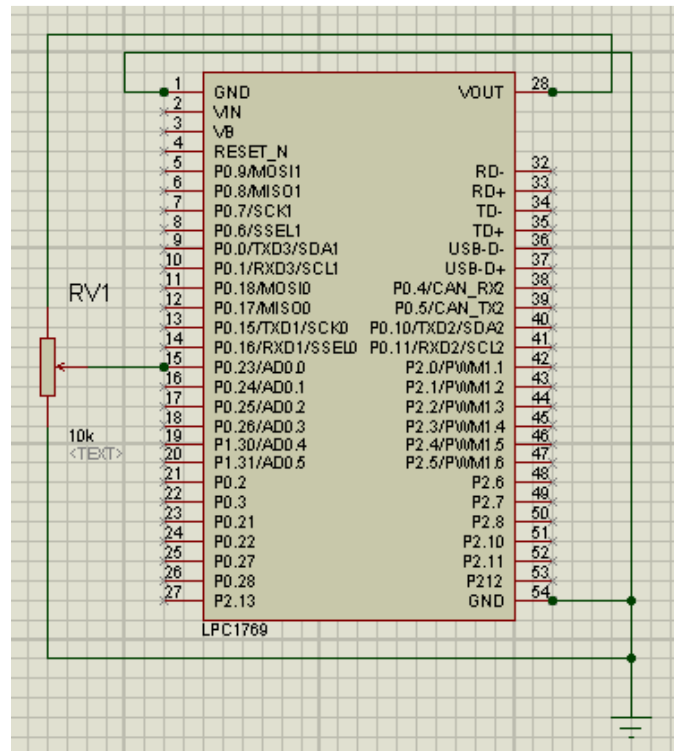 1 GND VOUT 28
2 VIN
3 VB
4 RESET_N
5 P0.9/MOSI1 RD- 32
6 P0.8/MISO1 RD+ 33
7 P0.7/SCK1 TD- 34
8 P0.6/SSEL1 TD+ 35
9 P0.0/TXD3/SDA1 USB-D- 36
10 P0.1/RXD3/SCL1 USB-D+ 37
11 P0.18/MOSI0 P0.4/CAN_RX2 38
RV1
12 P0.17/MISO0 P0.5/CAN_TX2 39
13 P0.15/TXD1/SCK0 P0.10/TXD2/SDA2 40
14 P0.16/RXD1/SSEL0 P0.11/RXD2/SCL2 41
15 P0.23/AD0.0 P2.0/PWM1.1 42
16 P0.24/AD0.1 P2.1/PWM1.2 43
17 P0.25/AD0.2 P2.2/PWM1.3 44
18 P0.26/AD0.3 P2.3/PWM1.4 45
10k
19 P1.30/AD0.4 P2.4/PWM1.5 46
<TEXT>
20 P1.31/AD0.5 P2.5/PWM1.6 47
21 P0.2 P2.6 48
22 P0.3 P2.7 49
23 P0.21 P2.8 50
24 P0.22 P2.10 51
25 P0.27 P2.11 52
26 P0.28 P212 53
27 P2.13 GND 54
LPC1769